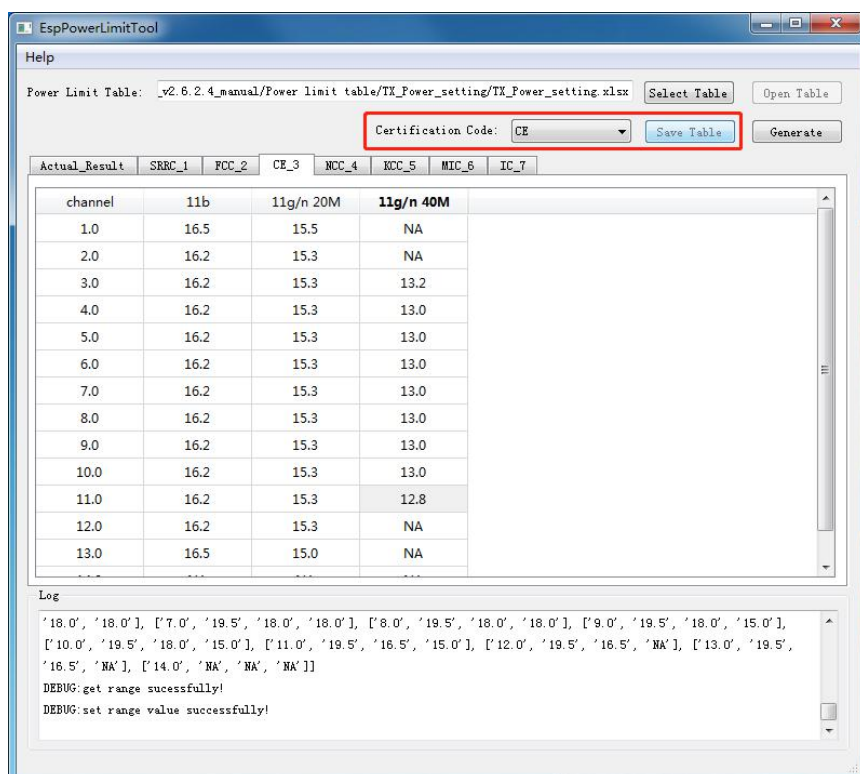 EspPowerLimitTool
Help
Power Limit Table: _v2.6.2.4_manual/Power limit table/TX_Power_setting/TX_Power_setting.xlsx Select Table Open Table
Certification Code: CE Save Table Generate
Actual_Result SRRC_1 FCC_2 CE_3 NCC_4 KCC_5 MIC_6 IC_7
channel 11b 11g/n 20M 11g/n 40M
1.0 16.5 15.5 NA
2.0 16.2 15.3 NA
3.0 16.2 15.3 13.2
4.0 16.2 15.3 13.0
5.0 16.2 15.3 13.0
6.0 16.2 15.3 13.0
7.0 16.2 15.3 13.0
8.0 16.2 15.3 13.0
9.0 16.2 15.3 13.0
10.0 16.2 15.3 13.0
11.0 16.2 15.3 12.8
12.0 16.2 15.3 NA
13.0 16.5 15.0 NA
Log
'18.0', '18.0'], ['7.0', '19.5', '18.0', '18.0'], ['8.0', '19.5', '18.0', '18.0'], ['9.0', '19.5', '18.0', '15.0'],
['10.0', '19.5', '18.0', '15.0'], ['11.0', '19.5', '16.5', '15.0'], ['12.0', '19.5', '16.5', 'NA'], ['13.0', '19.5',
'16.5', 'NA'], ['14.0', 'NA', 'NA', 'NA']]
DEBUG:get range sucessfully!
DEBUG:set range value successfully!